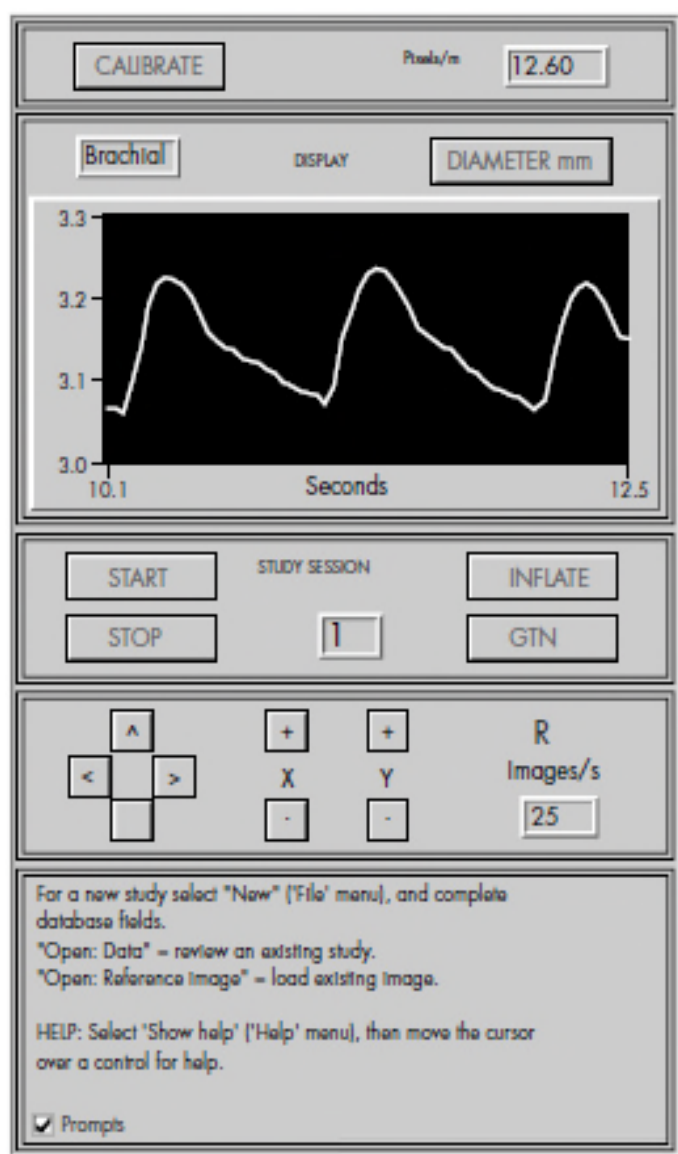 CALIBRATE Pixels/m 12.60
Brachial DISPLAY DIAMETER mm
3.3
3.2
3.1
3.0
10.1 Seconds 12.5
START STUDY SESSION INFLATE
STOP 1 GTN
^ + + R
< > X Y Images/s
- - 25
For a new study select "New" ('File' menu), and complete
database fields.
"Open: Data" = review an existing study.
"Open: Reference image" = load existing image.
HELP: Select 'Show help' ('Help' menu), then move the cursor
over a control for help.
Prompts